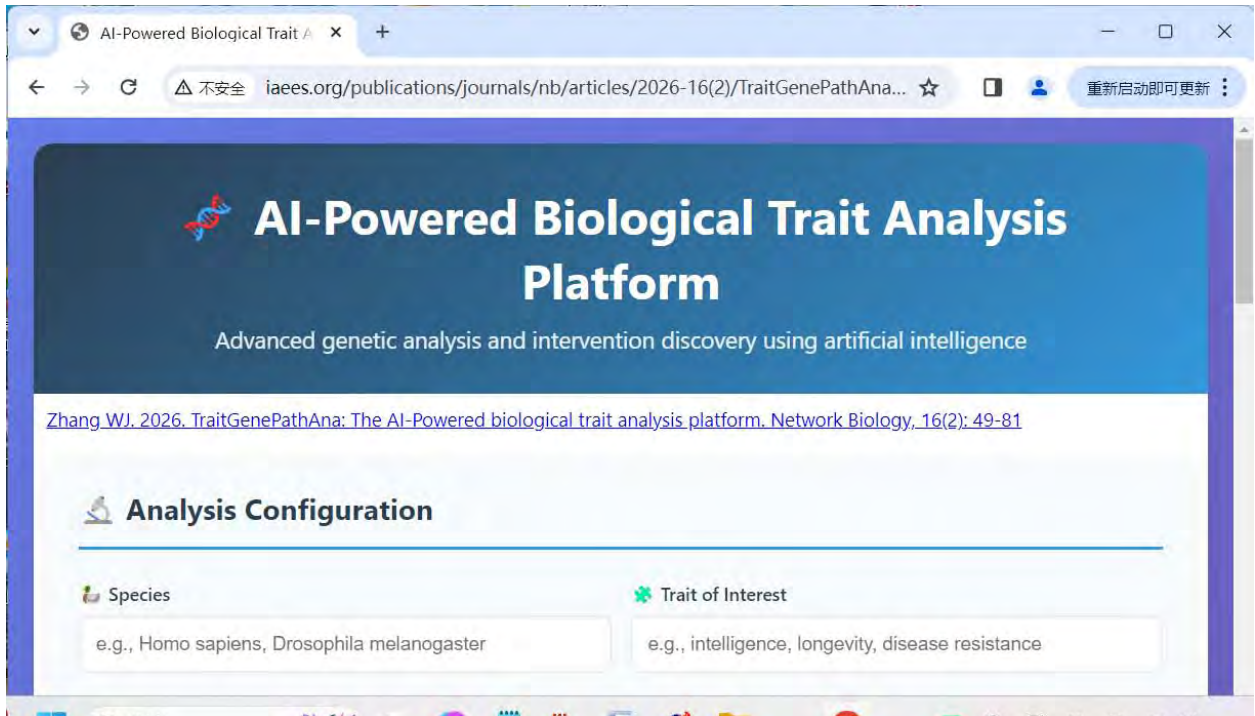 AI-Powered Biological Trait A
不安全
iaees.org/publications/journals/nb/articles/2026-16(2)/TraitGenePathAna...
重新启动即可更新
AI-Powered Biological Trait Analysis
Platform
Advanced genetic analysis and intervention discovery using artificial intelligence
Zhang WJ. 2026. TraitGenePathAna: The AI-Powered biological trait analysis platform. Network Biology, 16(2): 49-81
Analysis Configuration
Species
Trait of Interest
e.g., Homo sapiens, Drosophila melanogaster
e.g., intelligence, longevity, disease resistance